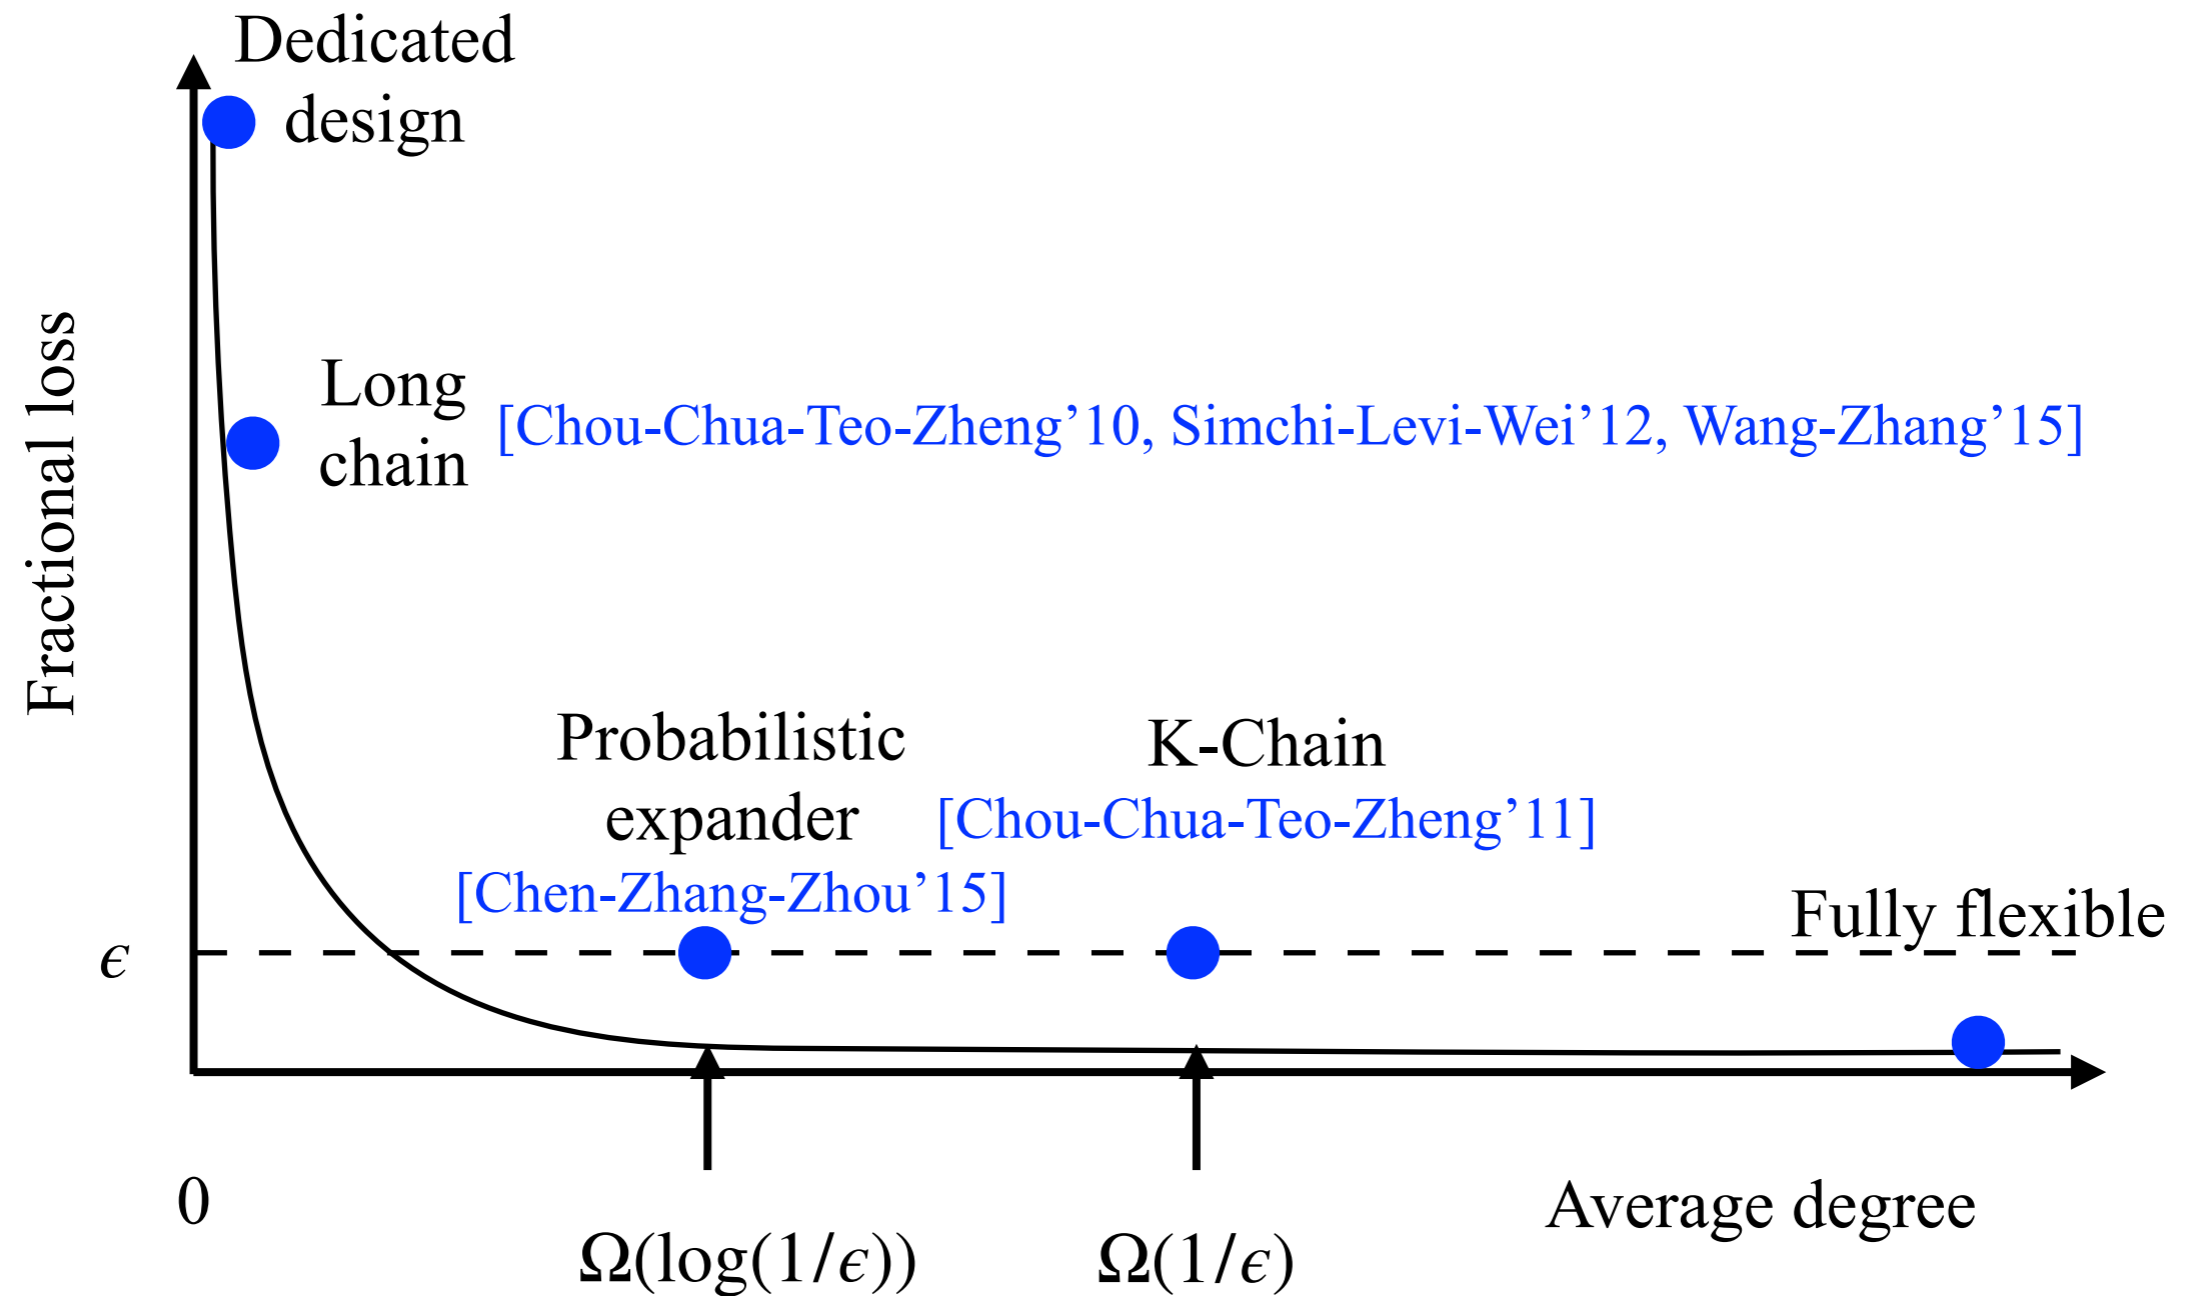 Dedicated
design
Fractional loss
Long
chain
[Chou-Chua-Teo-Zheng’10, Simchi-Levi-Wei’12, Wang-Zhang’15]
Probabilistic
expander
[Chen-Zhang-Zhou’15]
K-Chain
[Chou-Chua-Teo-Zheng’11]
Fully flexible
ϵ
0
Average degree
Ω(log(1/ϵ))
Ω(1/ϵ)